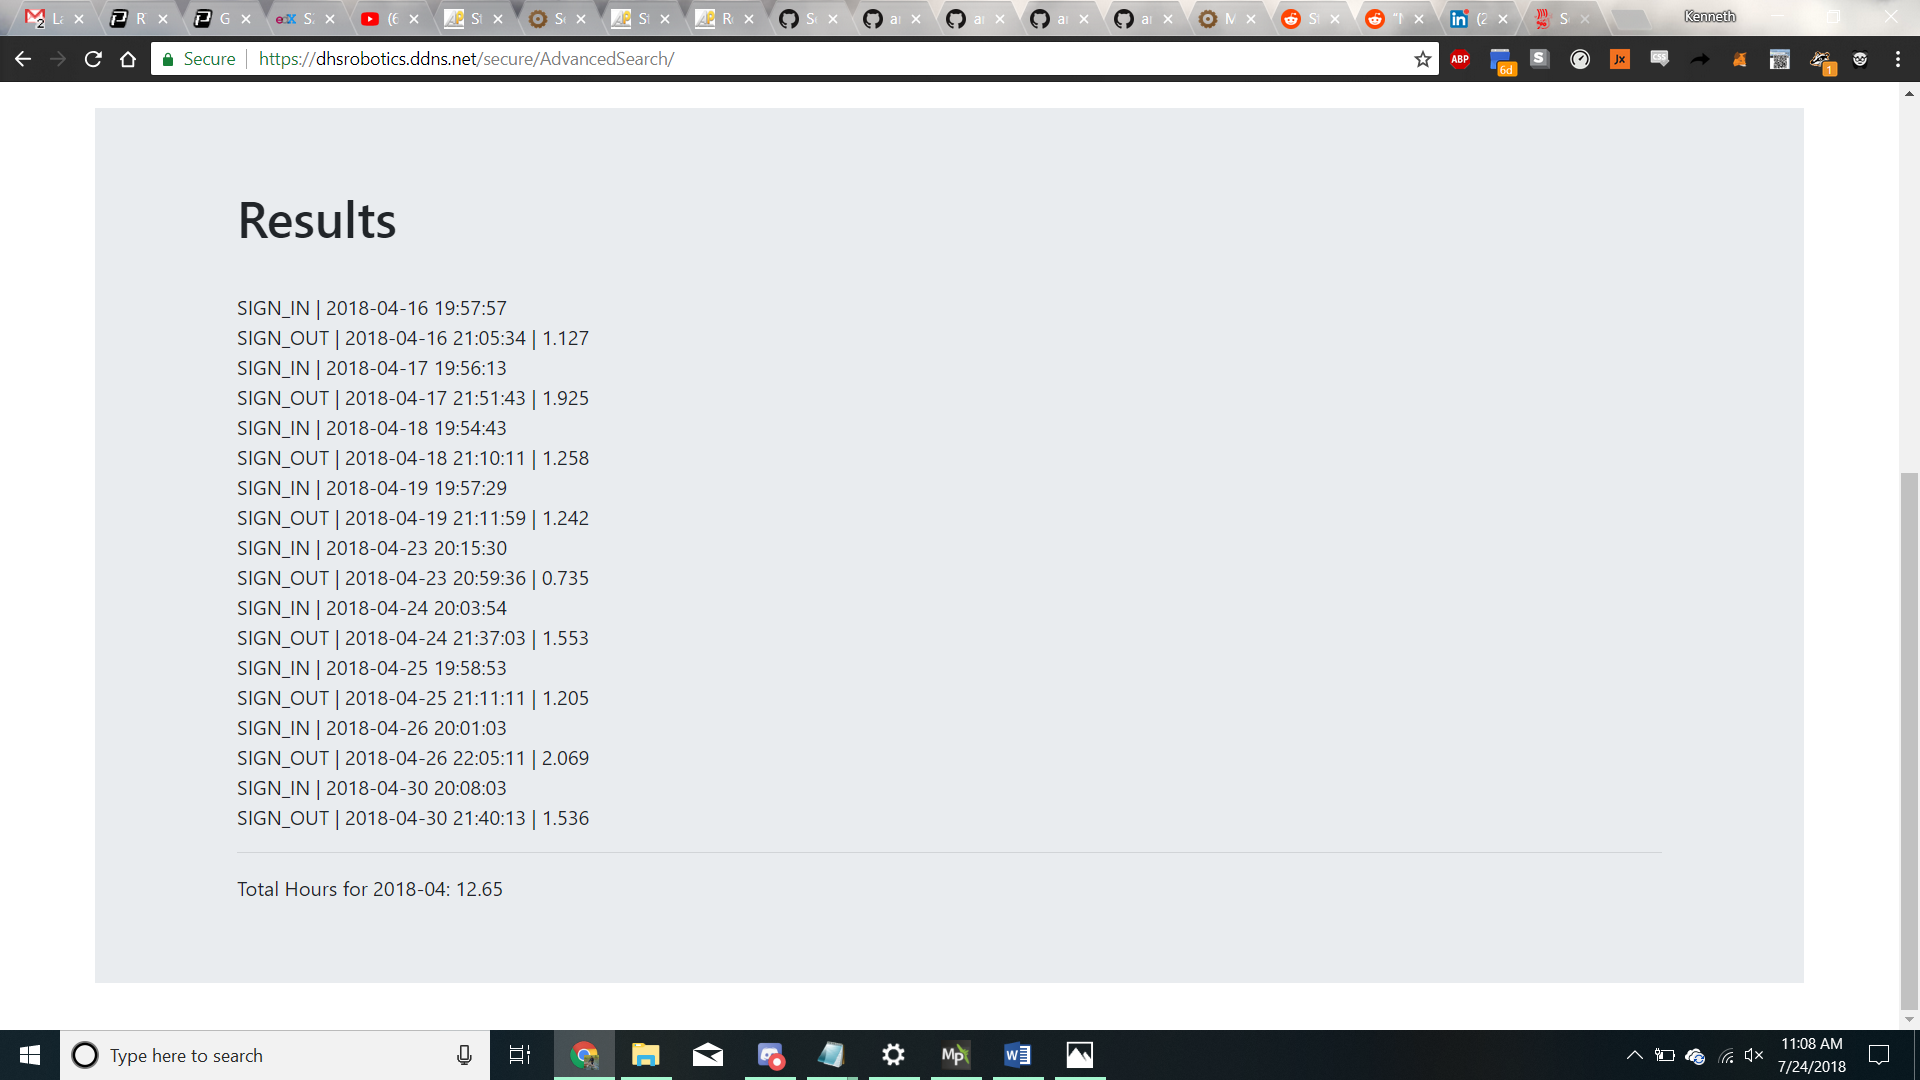 Kenneth
Secure
https://dhsrobotics.ddns.net/secure/AdvancedSearch/
Results
SIGN_IN | 2018-04-16 19:57:57
SIGN_OUT | 2018-04-16 21:05:34 | 1.127
SIGN_IN | 2018-04-17 19:56:13
SIGN_OUT | 2018-04-17 21:51:43 | 1.925
SIGN_IN | 2018-04-18 19:54:43
SIGN_OUT | 2018-04-18 21:10:11 | 1.258
SIGN_IN | 2018-04-19 19:57:29
SIGN_OUT | 2018-04-19 21:11:59 | 1.242
SIGN_IN | 2018-04-23 20:15:30
SIGN_OUT | 2018-04-23 20:59:36 | 0.735
SIGN_IN | 2018-04-24 20:03:54
SIGN_OUT | 2018-04-24 21:37:03 | 1.553
SIGN_IN | 2018-04-25 19:58:53
SIGN_OUT | 2018-04-25 21:11:11 | 1.205
SIGN_IN | 2018-04-26 20:01:03
SIGN_OUT | 2018-04-26 22:05:11 | 2.069
SIGN_IN | 2018-04-30 20:08:03
SIGN_OUT | 2018-04-30 21:40:13 | 1.536
Total Hours for 2018-04: 12.65
Type here to search
11:08 AM
7/24/2018